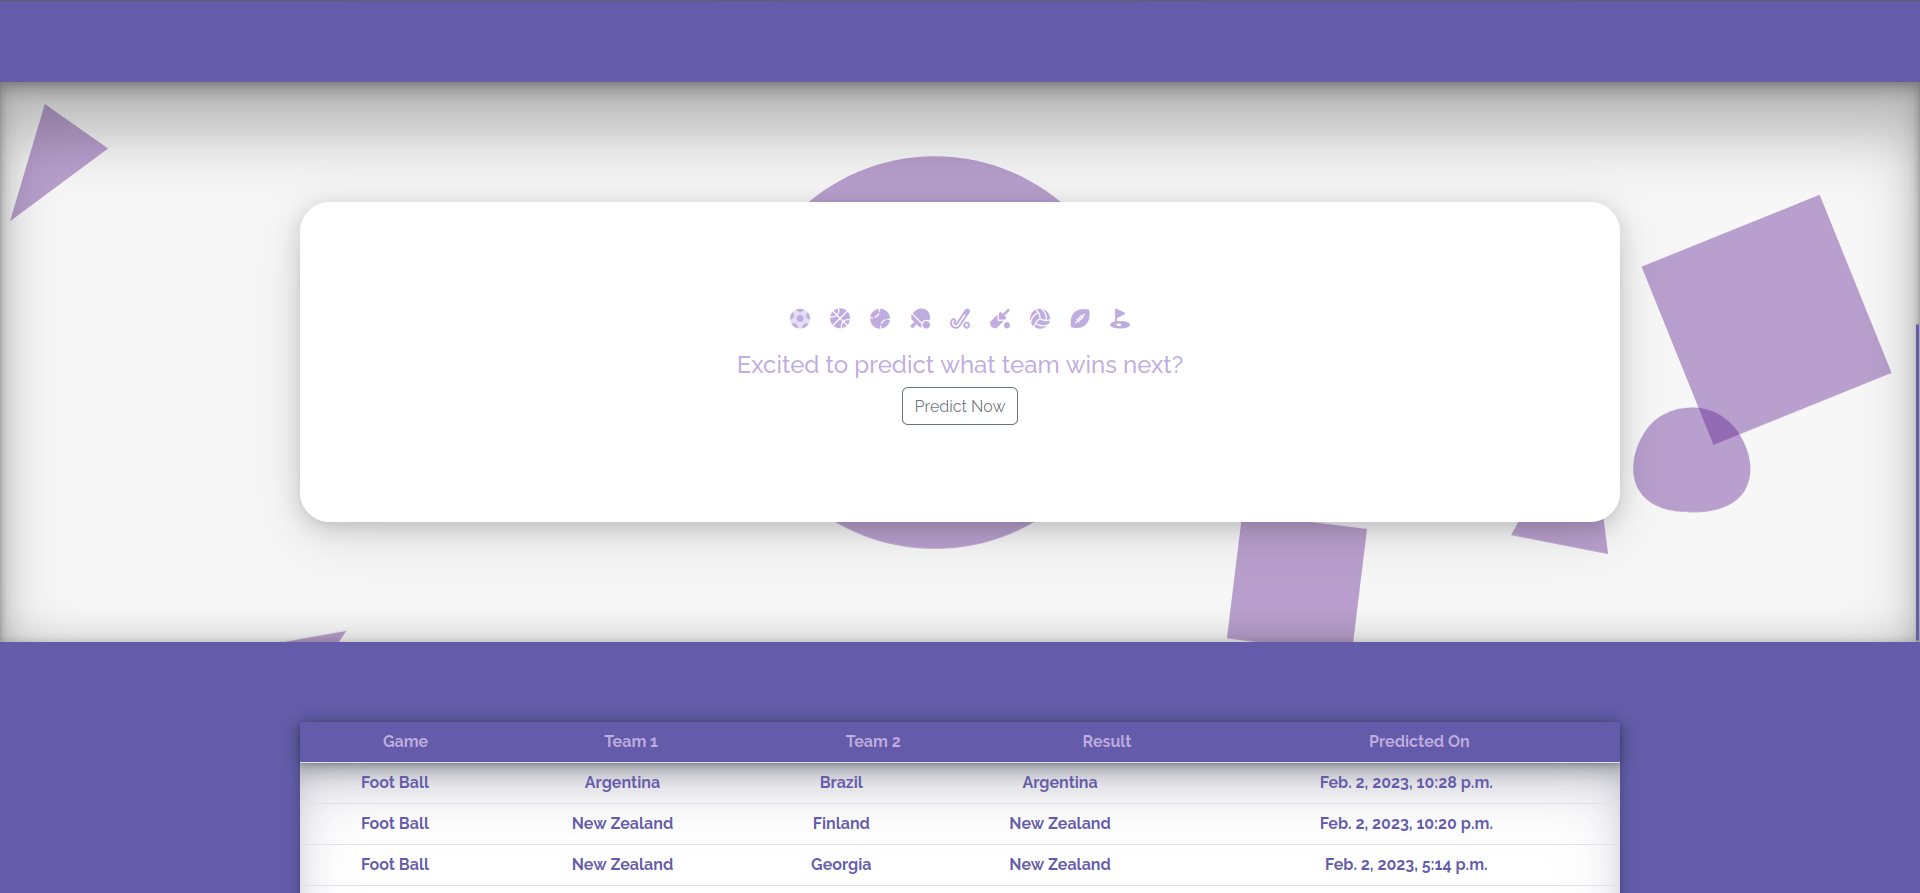 Excited to predict what team wins next?
Predict Now
Game Team 1 Team 2 Result Predicted On
Foot Ball Argentina Brazil Argentina Feb. 2, 2023, 10:28 p.m.
Foot Ball New Zealand Finland New Zealand Feb. 2, 2023, 10:20 p.m.
Foot Ball New Zealand Georgia New Zealand Feb. 2, 2023, 5:14 p.m.